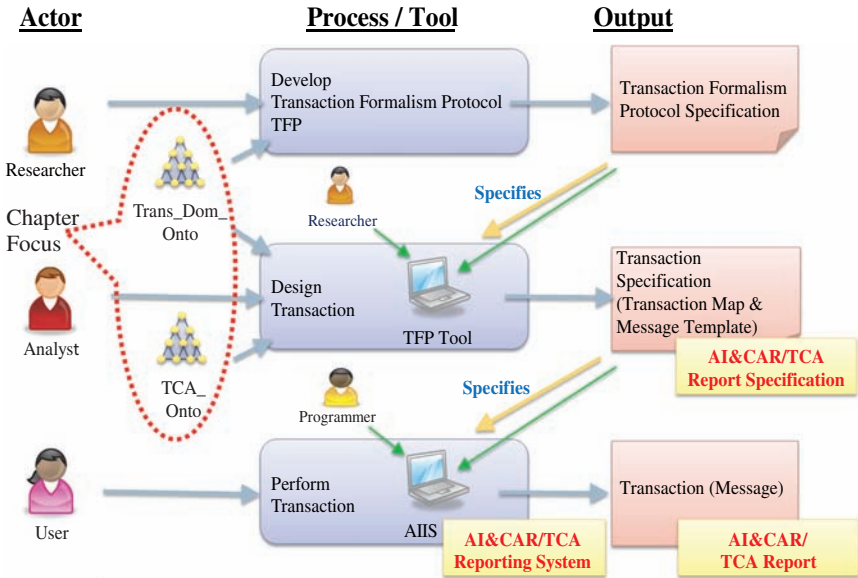 Actor
Process / Tool
Output
Develop
Transaction Formalism Protocol
TFP
Transaction Formalism
Protocol Specification
Researcher
Trans_Dom_
Onto
Researcher
Specifies
Chapter
Focus
Design
Transaction
TFP Tool
Transaction
Specification
(Transaction Map &
Message Template)
Analyst
AI&CAR/TCA
Report Specification
TCA_
Onto
Programmer
Specifies
Perform
Transaction
AIIS
Transaction (Message)
User
AI&CAR/TCA
Reporting System
AI&CAR/
TCA Report